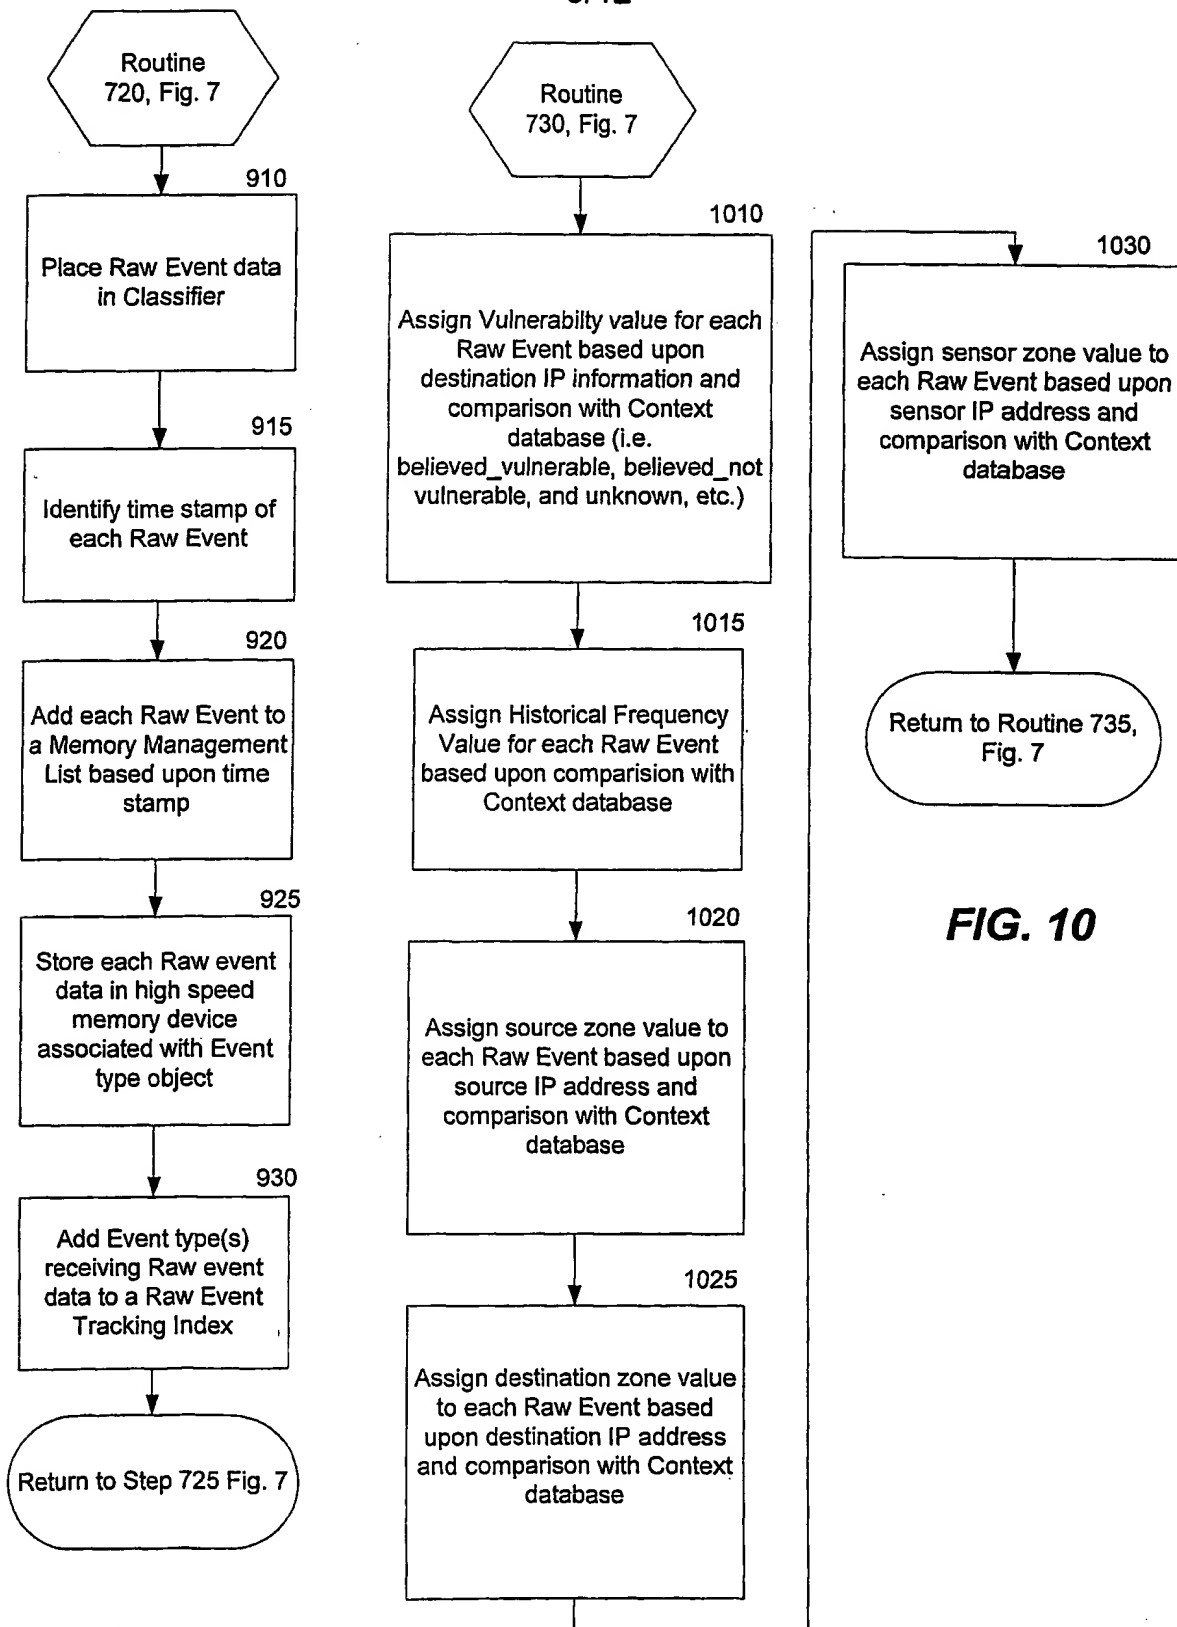 Routine
720, Fig. 7
910
Place Raw Event data
in Classifier
915
Identify time stamp of
each Raw Event
920
Add each Raw Event to
a Memory Management
List based upon time
stamp
925
Store each Raw event
data in high speed
memory device
associated with Event
type object
930
Add Event type(s)
receiving Raw event
data to a Raw Event
Tracking Index
Return to Step 725 Fig. 7
Routine
730, Fig. 7
1010
Assign Vulnerabilty value for each
Raw Event based upon
destination IP information and
comparison with Context
database (i.e.
believed_vulnerable, believed_not
vulnerable, and unknown, etc.)
1015
Assign Historical Frequency
Value for each Raw Event
based upon comparision with
Context database
1020
Assign source zone value to
each Raw Event based upon
source IP address and
comparison with Context
database
1025
Assign destination zone value
to each Raw Event based
upon destination IP address
and comparison with Context
database
1030
Assign sensor zone value to
each Raw Event based upon
sensor IP address and
comparison with Context
database
Return to Routine 735,
Fig. 7
FIG. 10